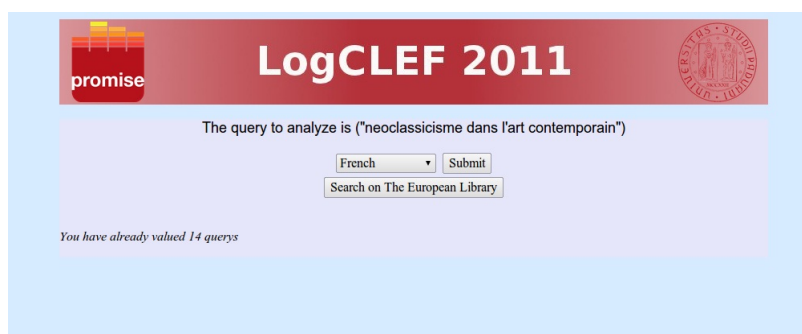 promise
LogCLEF 2011
The query to analyze is ("neoclassicisme dans l'art contemporain")
French Submit
Search on The European Library
You have already valued 14 querys